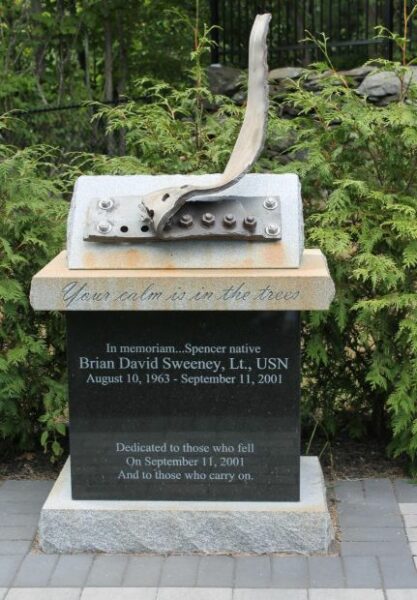 Your calm is in the trees
In memoriam...Spencer native
Brian David Sweeney, Lt., USN
August 10, 1963 - September 11, 2001
Dedicated to those who fell
On September 11, 2001
And to those who carry on.